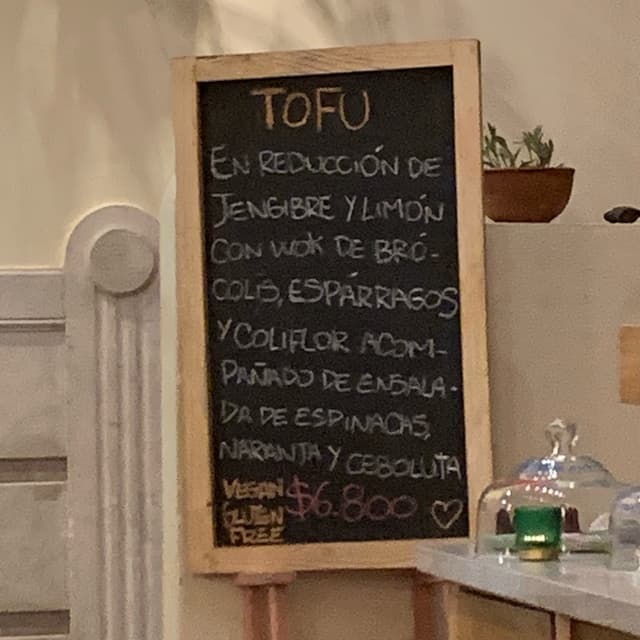 TOFU
EN REDUCCIÓN DE
JENGIBRE Y LIMÓN
CON WOK DE BRÓ-
COLIS, ESPÁRRAGOS
Y COLIFLOR ACOM-
PAÑADO DE ENSALA-
DA DE ESPINACAS,
NARANJA Y CEBOLLITA
VEGAN $6.800 ♡
GLUTEN
FREE